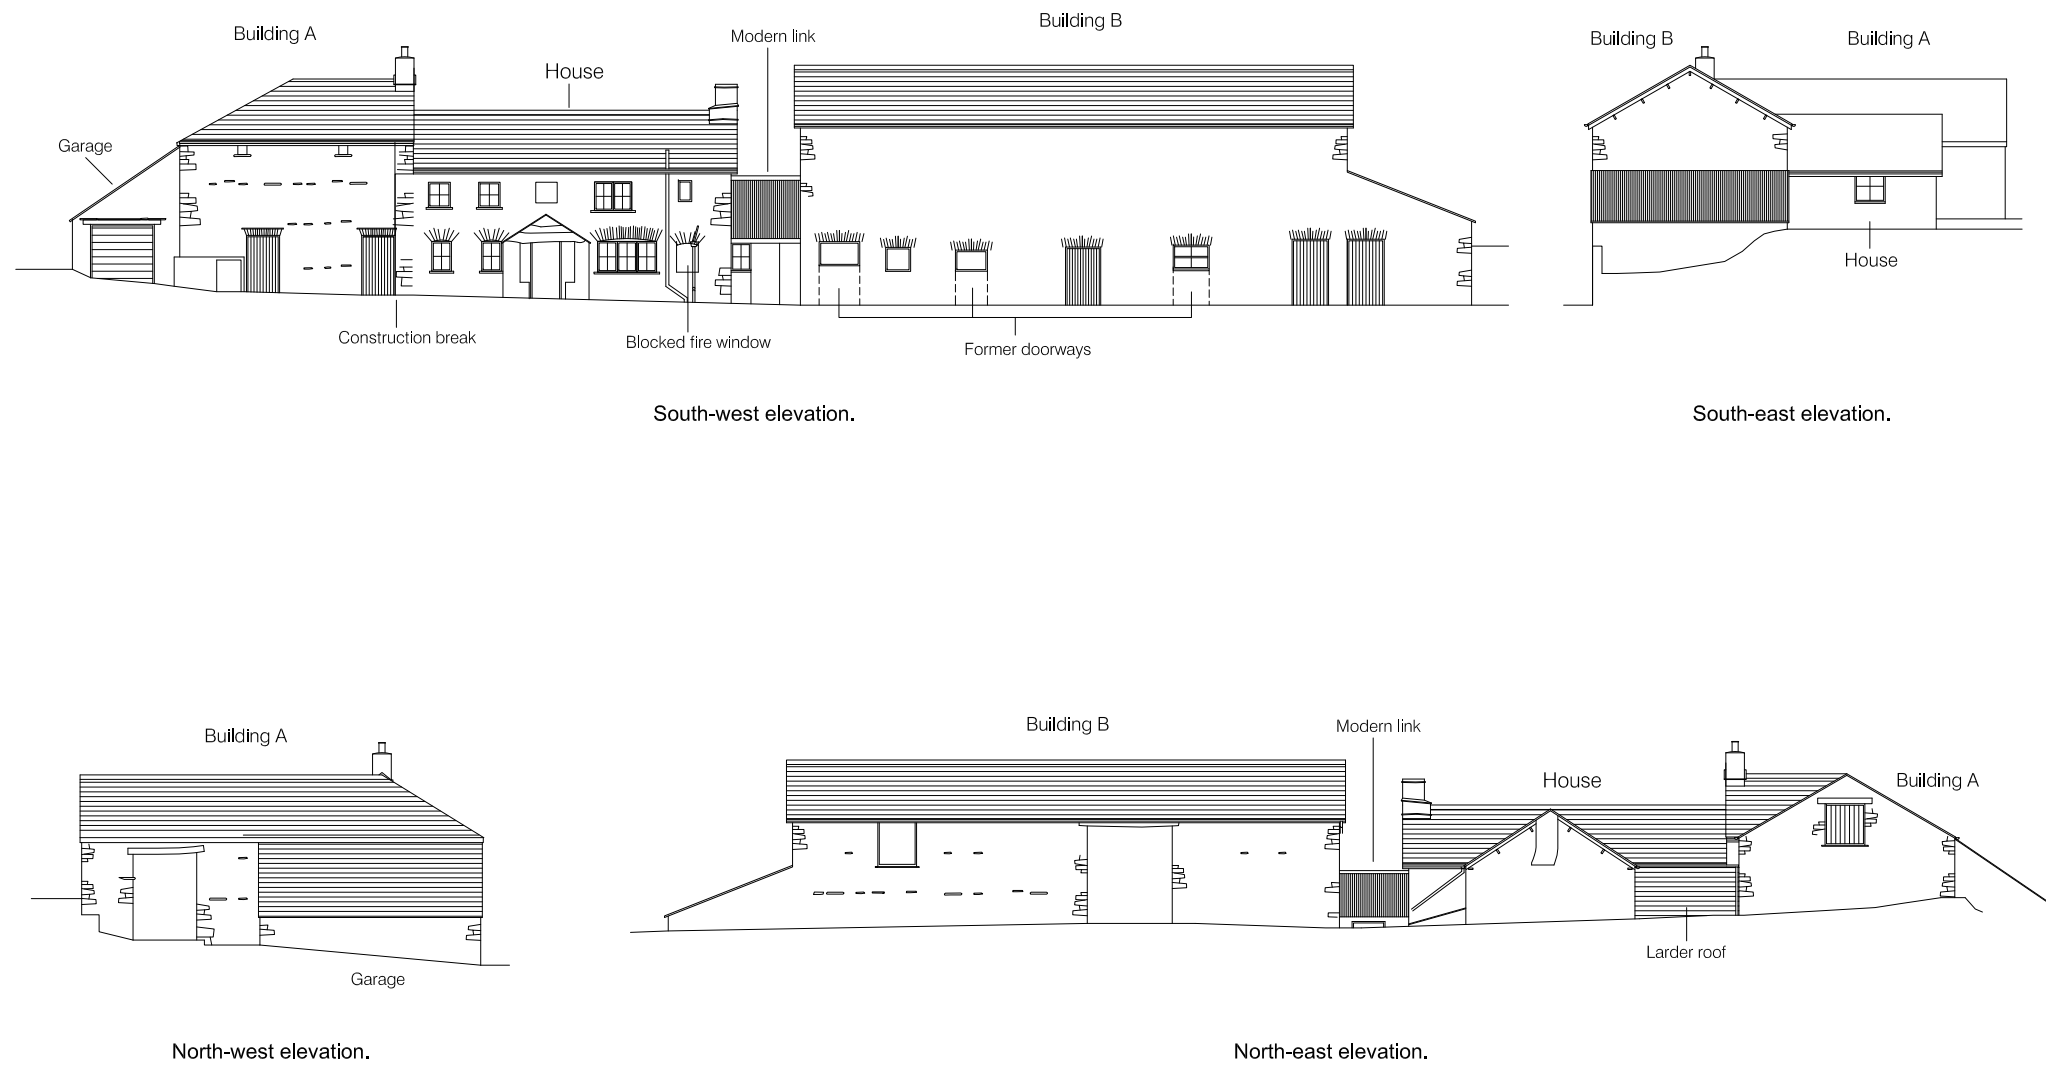 Building A
House
Modern link
Building B
Garage
Construction break
Blocked fire window
Former doorways
South-west elevation.
Building B
Building A
House
South-east elevation.
Building A
Garage
North-west elevation.
Building B
Modern link
House
Building A
Larder roof
North-east elevation.